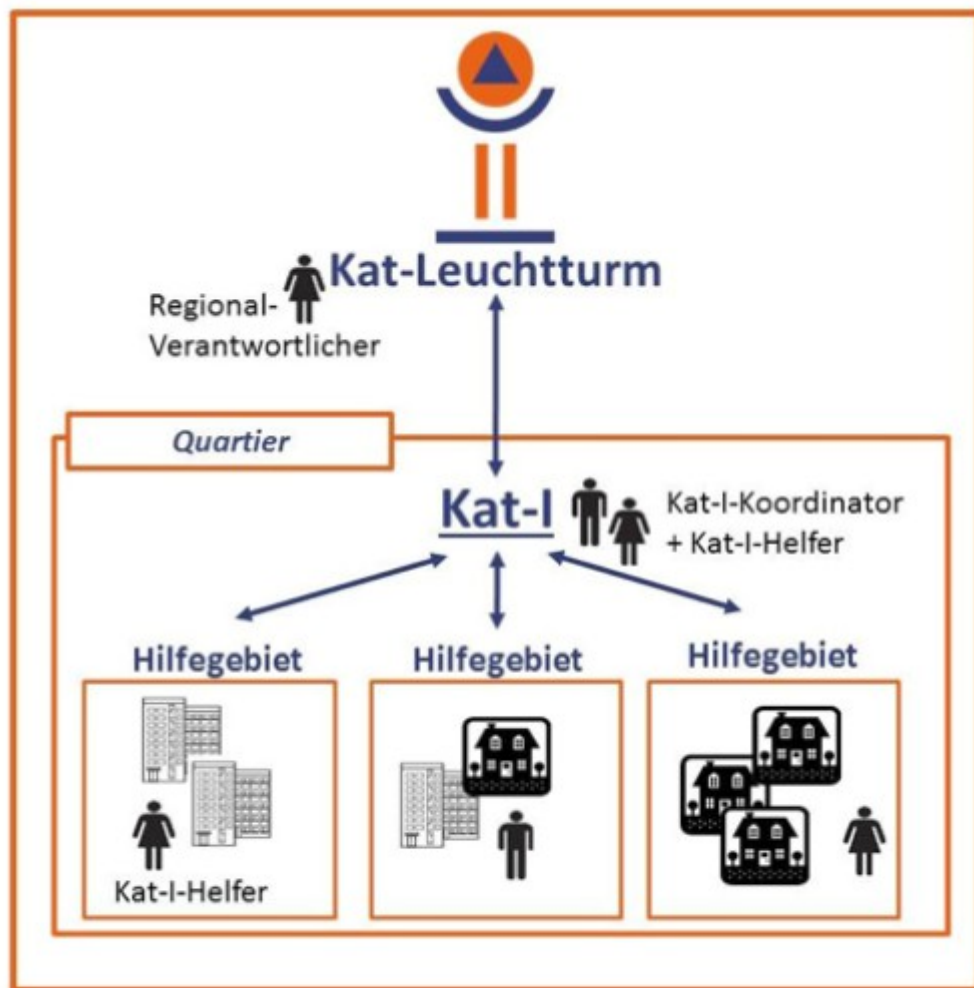 Kat-Leuchtturm
Regional-
Verantwortlicher
Quartier
Kat-I
Kat-I-Koordinator
+ Kat-I-Helfer
Hilfegebiet
Hilfegebiet
Hilfegebiet
Kat-I-Helfer